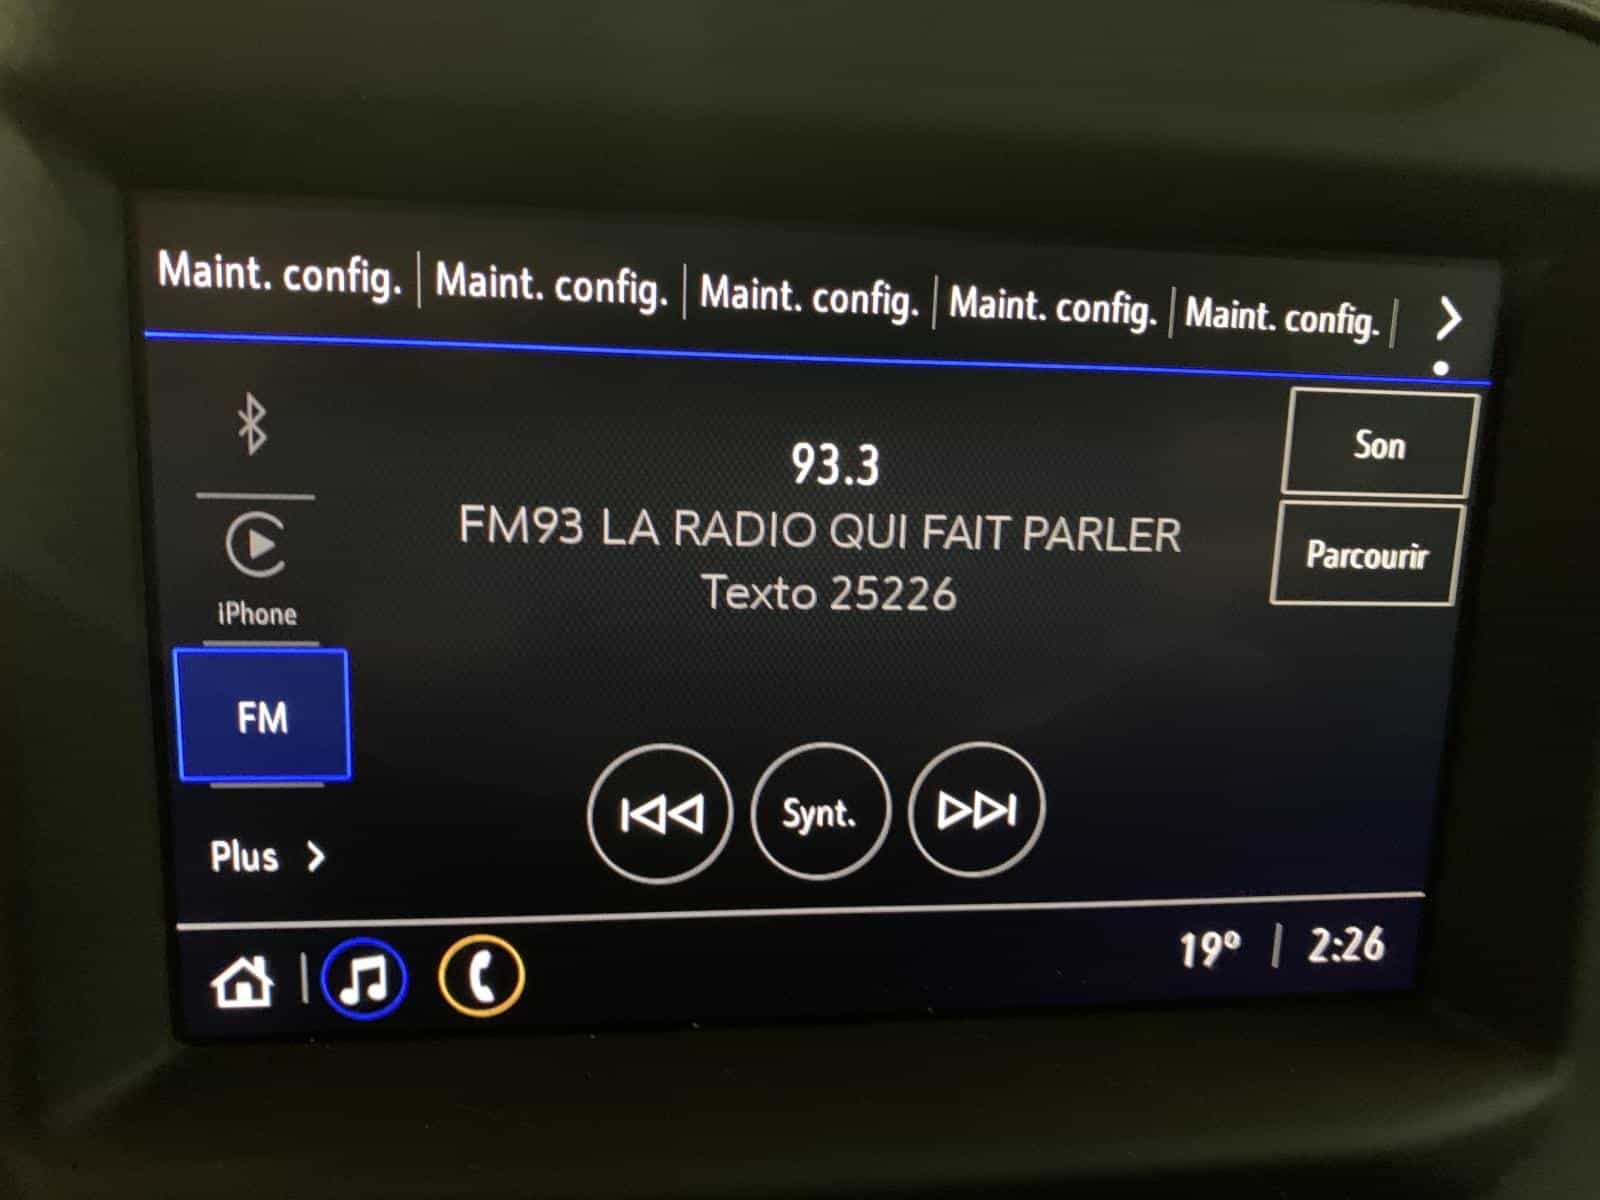 Maint. config. | Maint. config. | Maint. config. | Maint. config. | Maint. config. |
93.3
Son
FM93 LA RADIO QUI FAIT PARLER
Parcourir
Texto 25226
iPhone
FM
Synt.
Plus
19° | 2:26